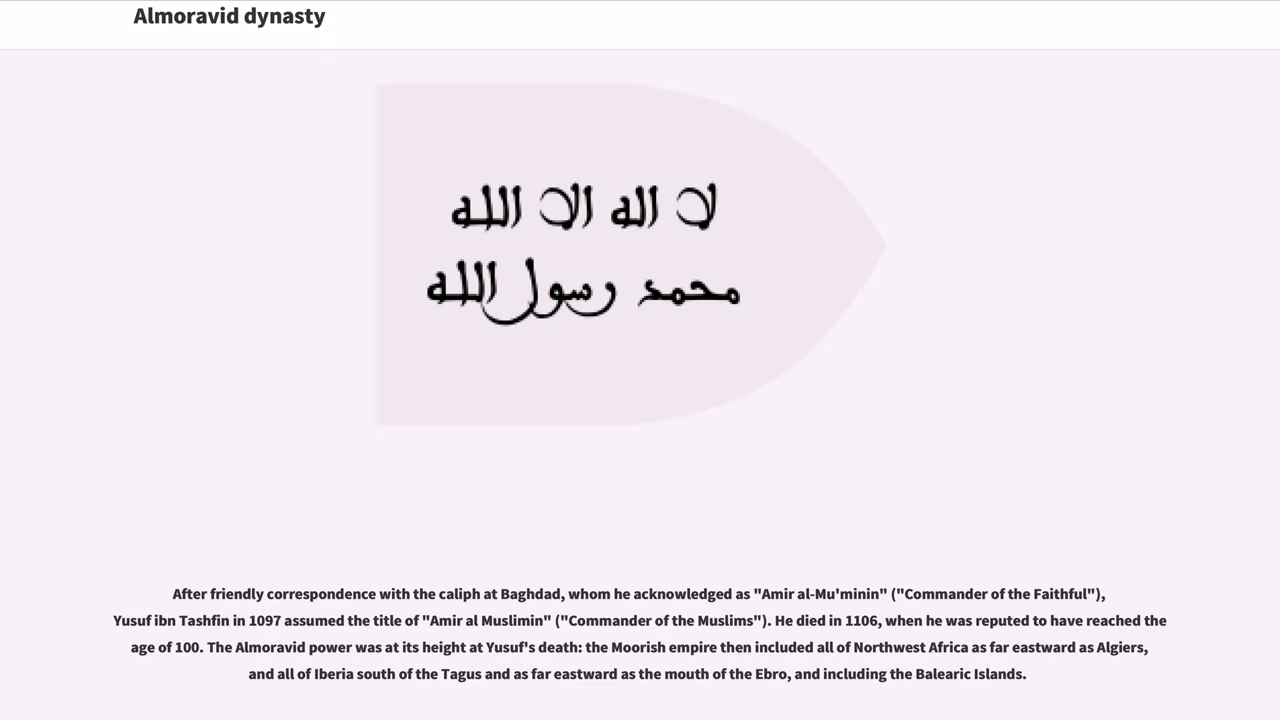 Almoravid dynasty
لا اله الا الله
محمد رسول الله
After friendly correspondence with the caliph at Baghdad, whom he acknowledged as "Amir al-Mu'minin" ("Commander of the Faithful"),
Yusuf ibn Tashfin in 1097 assumed the title of "Amir al Muslimin" ("Commander of the Muslims"). He died in 1106, when he was reputed to have reached the
age of 100. The Almoravid power was at its height at Yusuf's death: the Moorish empire then included all of Northwest Africa as far eastward as Algiers,
and all of Iberia south of the Tagus and as far eastward as the mouth of the Ebro, and including the Balearic Islands.